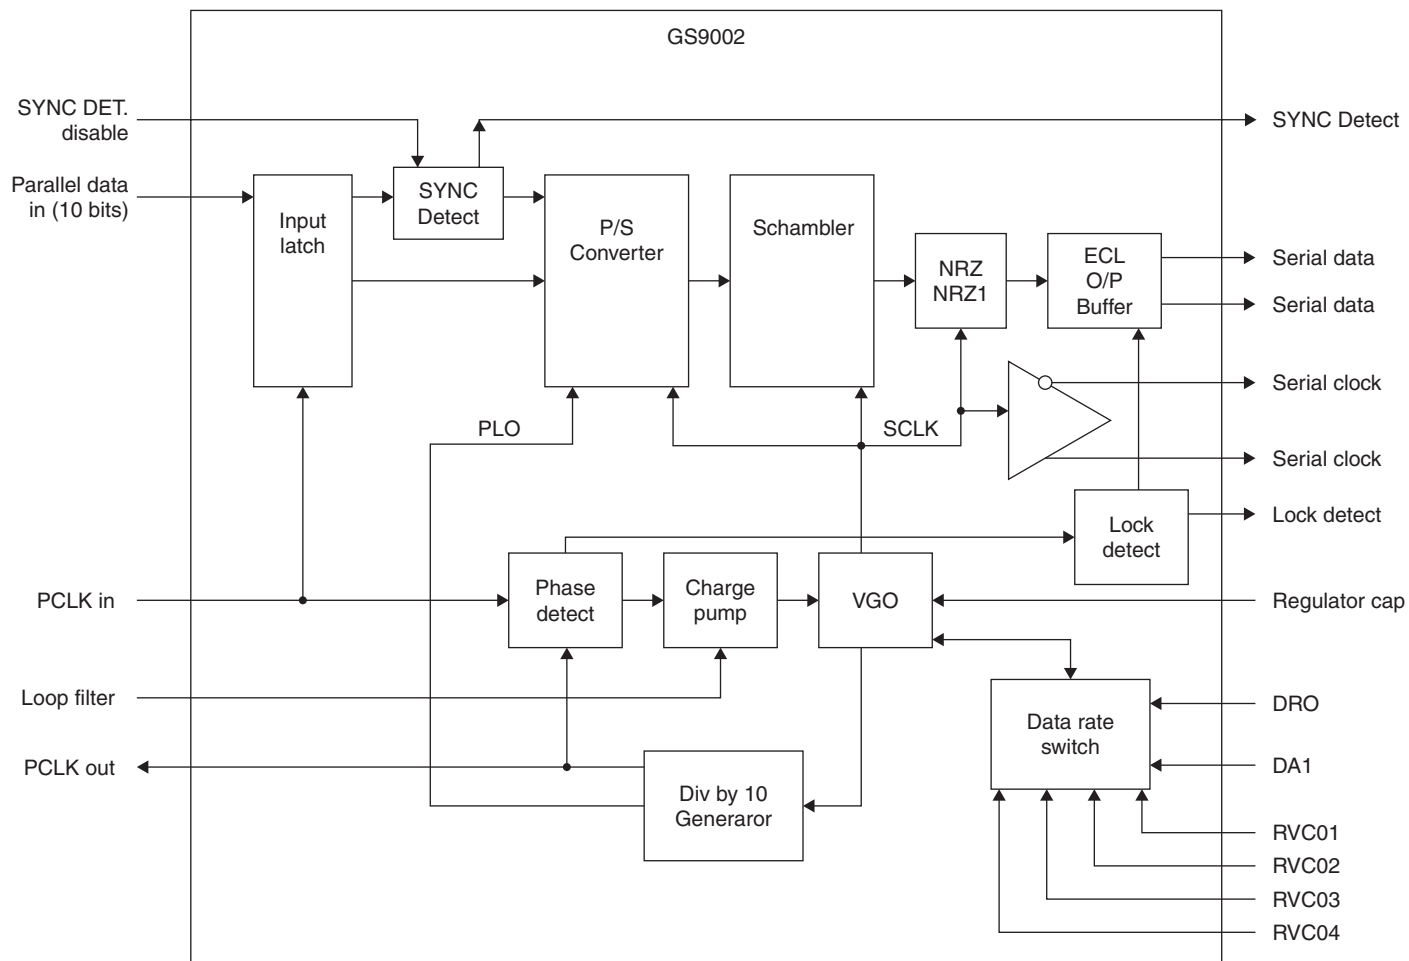 GS9002
SYNC DET.
disable
SYNC Detect
Parallel data
in (10 bits)
Input
latch
SYNC
Detect
P/S
Converter
Schambler
NRZ
NRZ1
ECL
O/P
Buffer
Serial data
Serial data
Serial clock
PLO
SCLK
Serial clock
Lock
detect
Lock detect
PCLK in
Phase
detect
Charge
pump
VGO
Regulator cap
Loop filter
Data rate
switch
DRO
PCLK out
Div by 10
Generaror
DA1
RVC01
RVC02
RVC03
RVC04